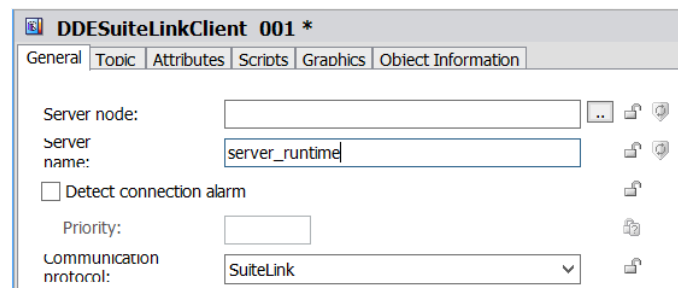 DDESuiteLinkClient 001 *
General Topic Attributes Scripts Graphics Object Information
Server node: ..
Server
name: server_runtime
Detect connection alarm
Priority:
Communication
protocol: SuiteLink